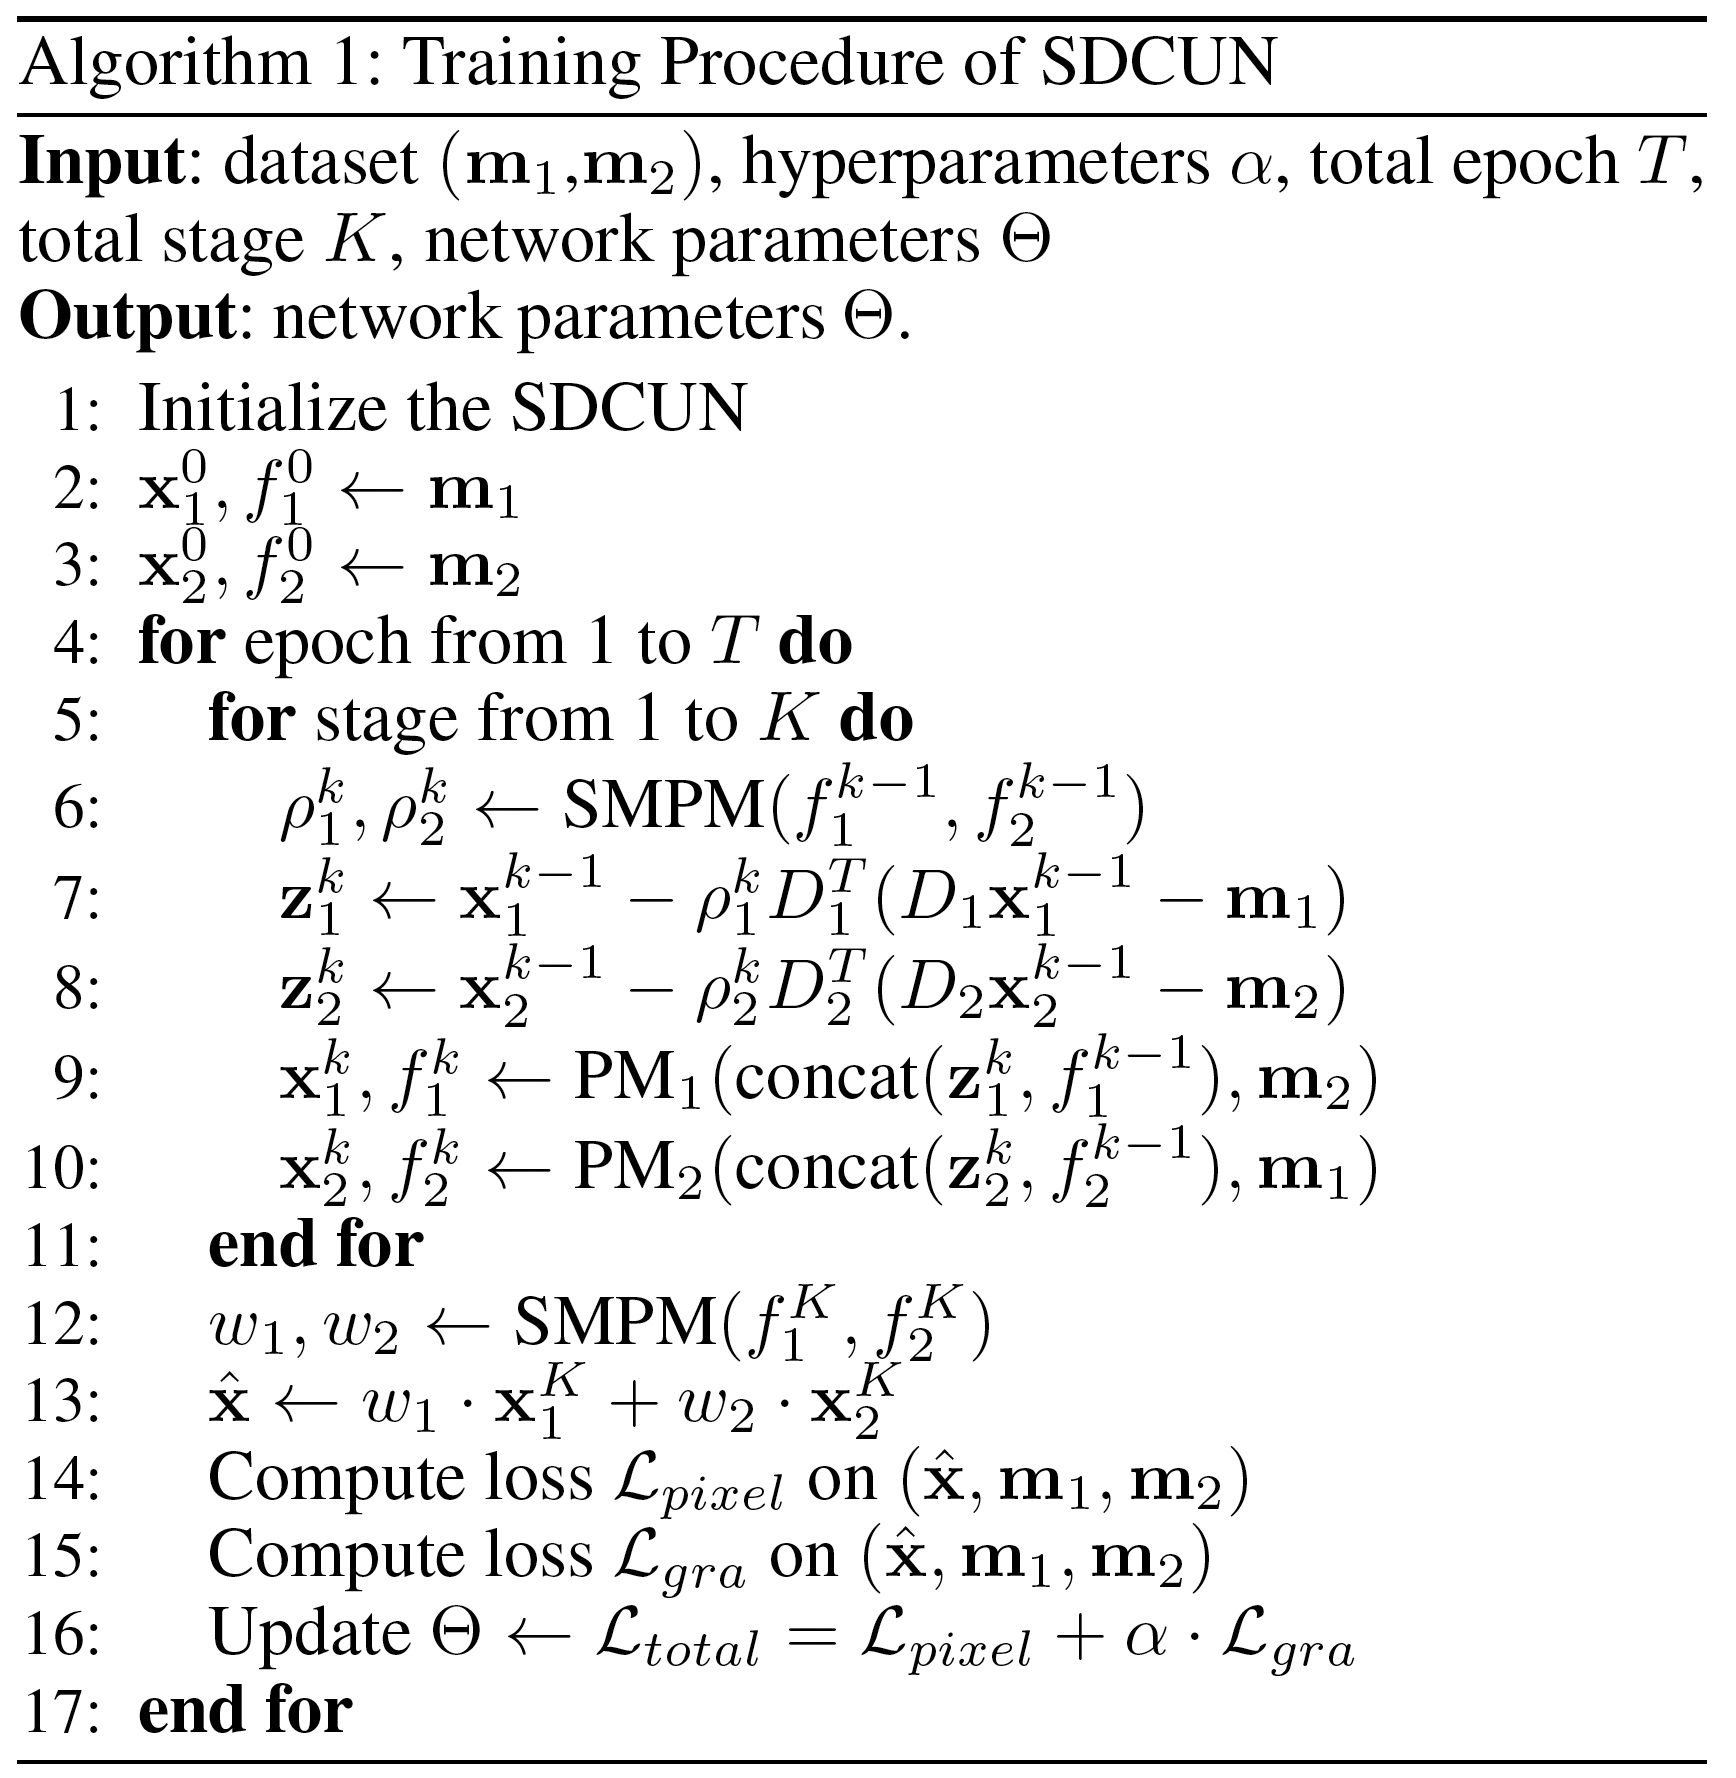 Algorithm 1: Training Procedure of SDCUN
Input: dataset (𝐦₁,𝐦₂), hyperparameters α, total epoch T,
total stage K, network parameters Θ
Output: network parameters Θ.
1: Initialize the SDCUN
2: $\mathbf{x}_1^0, f_1^0 \leftarrow \mathbf{m}_1$
3: $\mathbf{x}_2^0, f_2^0 \leftarrow \mathbf{m}_2$
4: for epoch from 1 to $T$ do
5: for stage from 1 to $K$ do
6: $\rho_1^k, \rho_2^k \leftarrow \text{SMPM}(f_1^{k-1}, f_2^{k-1})$
7: $\mathbf{z}_1^k \leftarrow \mathbf{x}_1^{k-1} - \rho_1^k D_1^T(D_1\mathbf{x}_1^{k-1} - \mathbf{m}_1)$
8: $\mathbf{z}_2^k \leftarrow \mathbf{x}_2^{k-1} - \rho_2^k D_2^T(D_2\mathbf{x}_2^{k-1} - \mathbf{m}_2)$
9: $\mathbf{x}_1^k, f_1^k \leftarrow \text{PM}_1(\text{concat}(\mathbf{z}_1^k, f_1^{k-1}), \mathbf{m}_2)$
10: $\mathbf{x}_2^k, f_2^k \leftarrow \text{PM}_2(\text{concat}(\mathbf{z}_2^k, f_2^{k-1}), \mathbf{m}_1)$
11: end for
12: $w_1, w_2 \leftarrow \text{SMPM}(f_1^K, f_2^K)$
13: $\hat{\mathbf{x}} \leftarrow w_1 \cdot \mathbf{x}_1^K + w_2 \cdot \mathbf{x}_2^K$
14: Compute loss $\mathcal{L}_{pixel}$ on $(\hat{\mathbf{x}}, \mathbf{m}_1, \mathbf{m}_2)$
15: Compute loss $\mathcal{L}_{gra}$ on $(\hat{\mathbf{x}}, \mathbf{m}_1, \mathbf{m}_2)$
16: Update $\Theta \leftarrow \mathcal{L}_{total} = \mathcal{L}_{pixel} + \alpha \cdot \mathcal{L}_{gra}$
17: end for